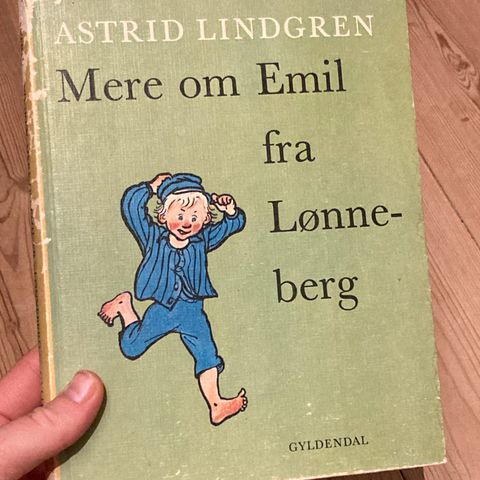 ASTRID LINDGREN
Mere om Emil
fra
Lønne-
berg
GYLDENDAL